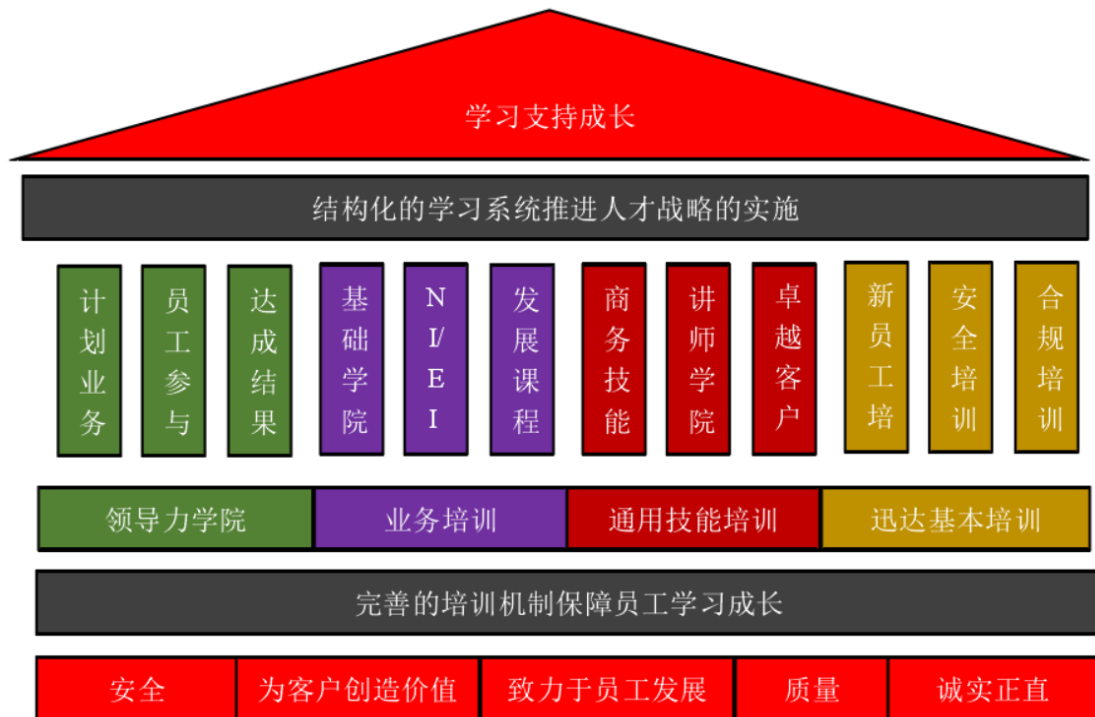 学习支持成长
结构化的学习系统推进人才战略的实施
计划业务
员工参与
达成结果
基础学院
NI/EI
发展课程
商务技能
讲师学院
卓越客户
新员工培
安全培训
合规培训
领导力学院
业务培训
通用技能培训
迅达基本培训
完善的培训机制保障员工学习成长
安全
为客户创造价值
致力于员工发展
质量
诚实正直